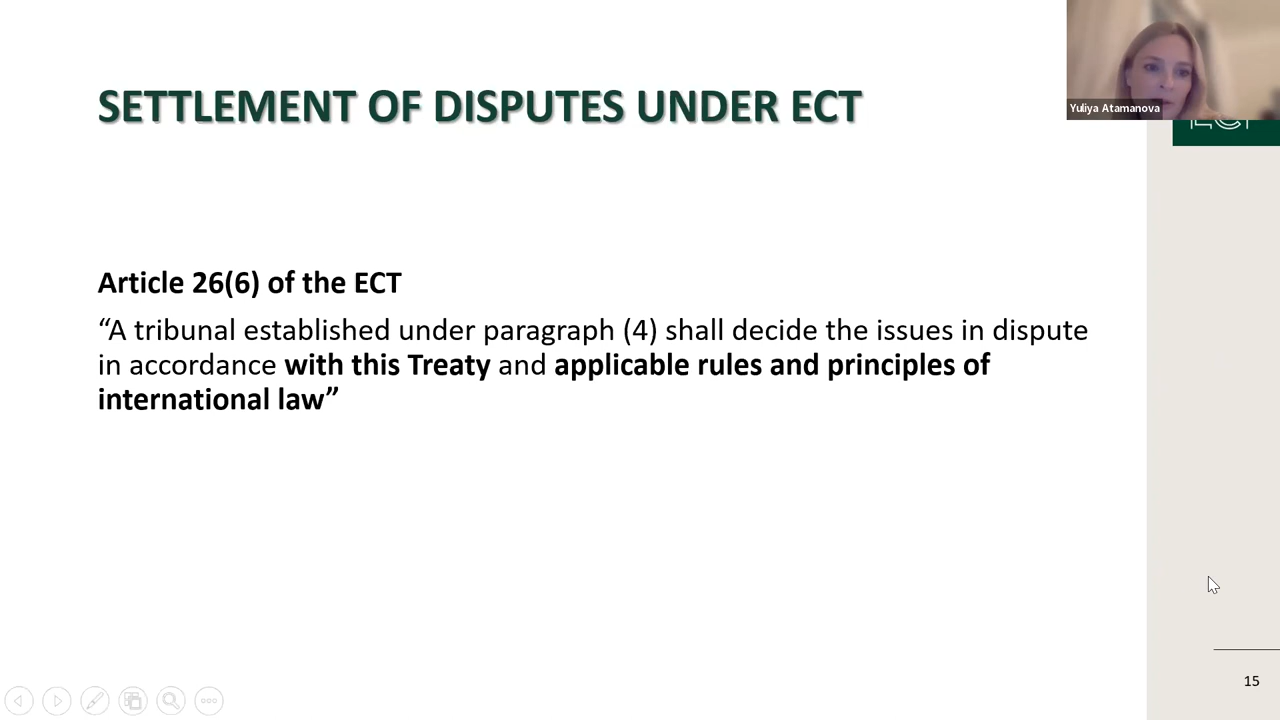 SETTLEMENT OF DISPUTES UNDER ECT
Yuliya Atamanova
Article 26(6) of the ECT
“A tribunal established under paragraph (4) shall decide the issues in dispute
in accordance with this Treaty and applicable rules and principles of
international law”
15